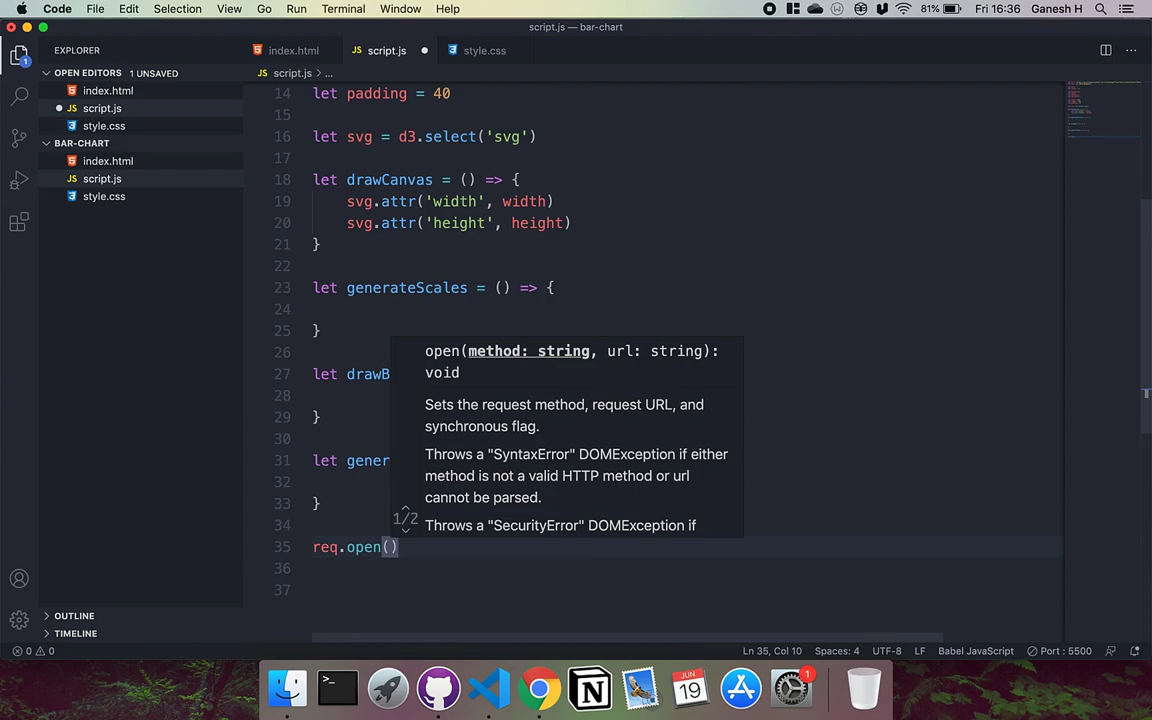 Code File Edit Selection View Go Run Terminal Window Help 81% Fri 16:36 Ganesh H
script.js — bar-chart
EXPLORER
index.html
JS script.js
style.css
OPEN EDITORS 1 UNSAVED
JS script.js > ...
index.html
JS script.js
style.css
BAR-CHART
index.html
JS script.js
style.css
14 let padding = 40
15
16 let svg = d3.select('svg')
17
18 let drawCanvas = () => {
19 svg.attr('width', width)
20 svg.attr('height', height)
21 }
22
23 let generateScales = () => {
24
25 }
26
27 let drawB
28
29 }
30
31 let gener
32
33 }
34
35 req.open()
36
37
open(method: string, url: string):
void
Sets the request method, request URL, and
synchronous flag.
Throws a "SyntaxError" DOMException if either
method is not a valid HTTP method or url
cannot be parsed.
1/2
Throws a "SecurityError" DOMException if
1
OUTLINE
TIMELINE
0 0 Ln 35, Col 10 Spaces: 4 UTF-8 LF Babel JavaScript Port : 5500
JUN
19
1